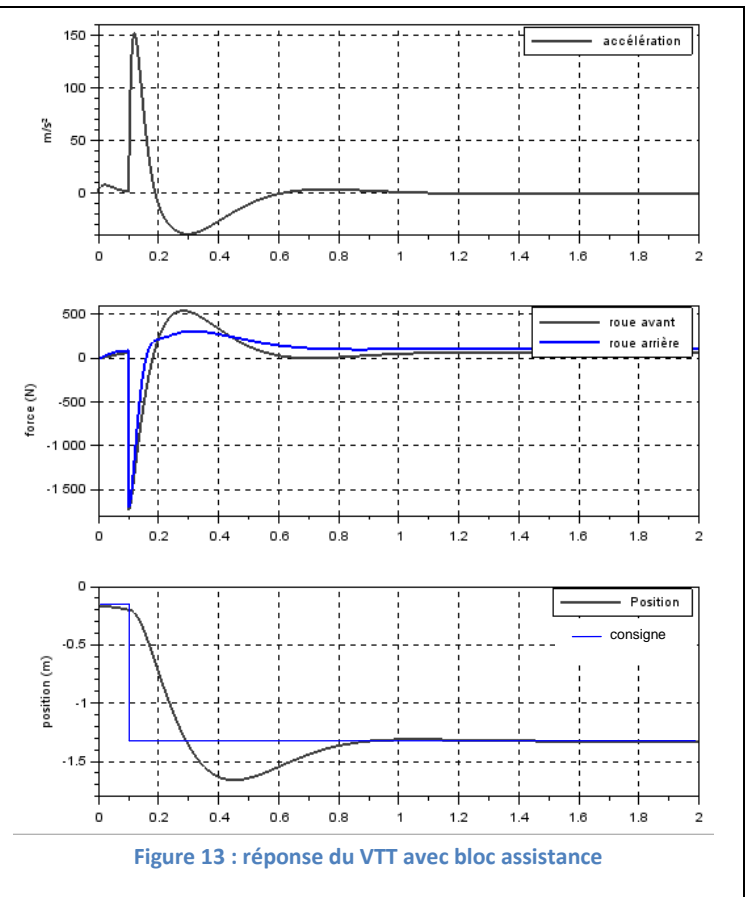 accélération
150
100
50
0
m/s²
0 0.2 0.4 0.6 0.8 1 1.2 1.4 1.6 1.8 2
roue avant
roue arrière
500
0
-500
-1 000
-1 500
force (N)
0 0.2 0.4 0.6 0.8 1 1.2 1.4 1.6 1.8 2
Position
consigne
0
-0.5
-1
-1.5
position (m)
0 0.2 0.4 0.6 0.8 1 1.2 1.4 1.6 1.8 2
Figure 13 : réponse du VTT avec bloc assistance